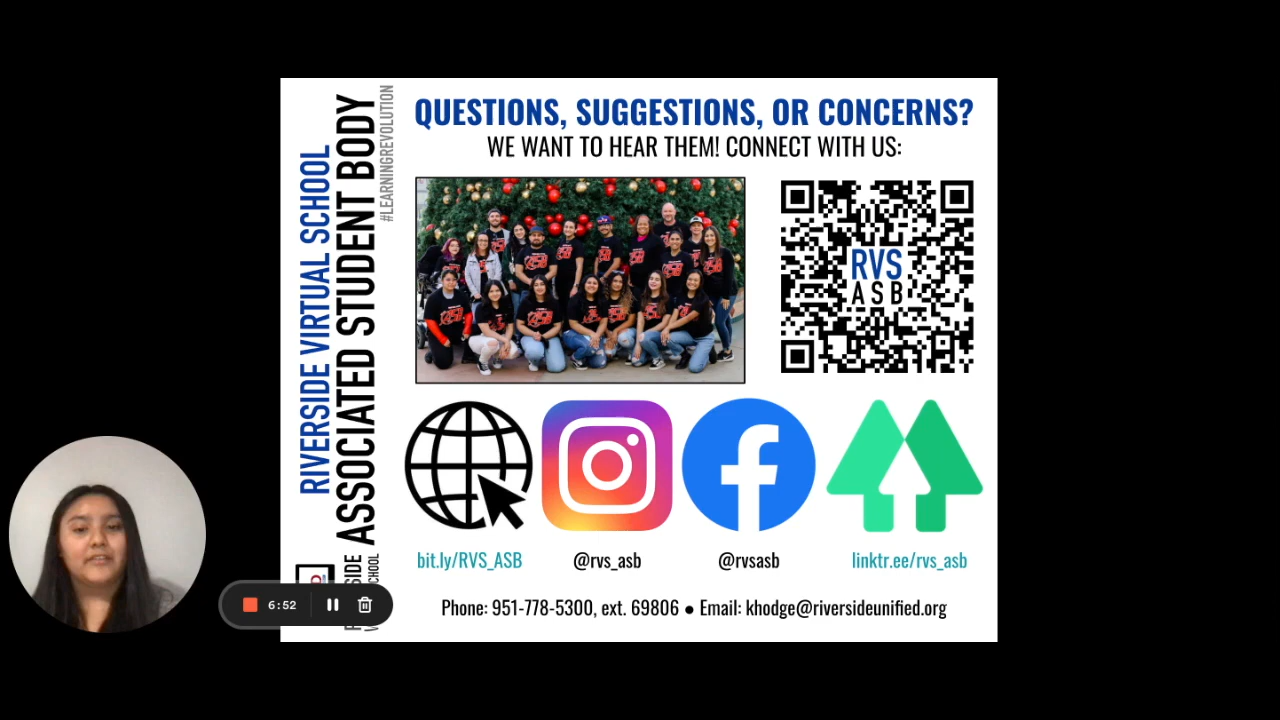 QUESTIONS, SUGGESTIONS, OR CONCERNS?
WE WANT TO HEAR THEM! CONNECT WITH US:
RIVERSIDE VIRTUAL SCHOOL
ASSOCIATED STUDENT BODY
#LEARNINGREVOLUTION
RVS
ASB
bit.ly/RVS_ASB
@rvs_asb
@rvsasb
linktr.ee/rvs_asb
Phone: 951-778-5300, ext. 69806 ● Email: khodge@riversideunified.org
6:52